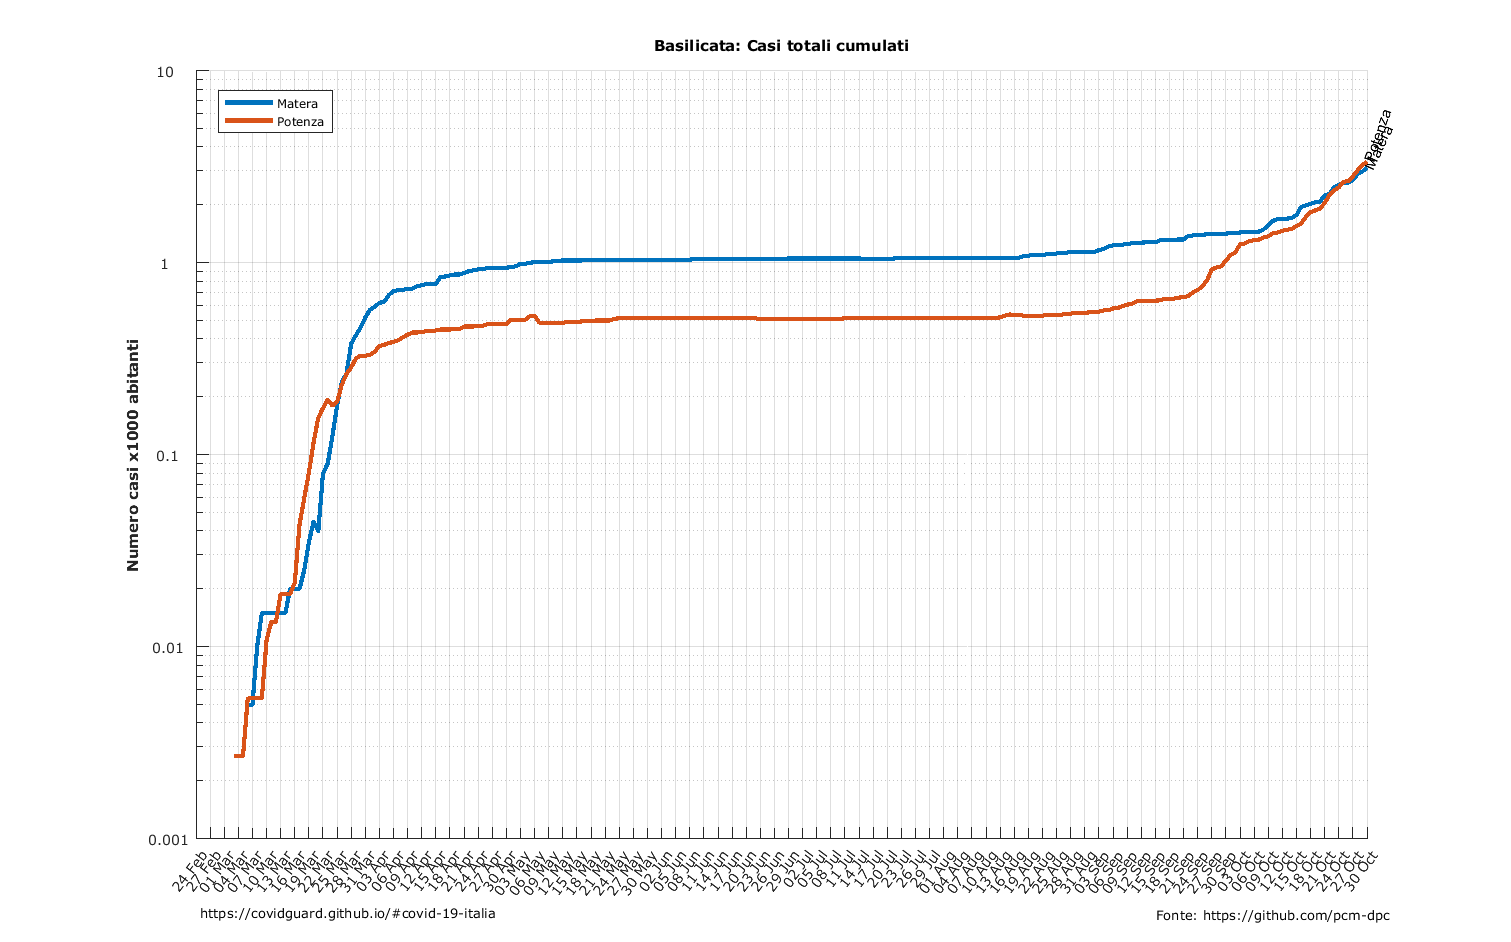 Basilicata: Casi totali cumulati
10
1
0.1
0.01
0.001
Numero casi x1000 abitanti
Matera
Potenza
Potenza
Matera
24 Feb
27 Feb
01 Mar
04 Mar
07 Mar
10 Mar
13 Mar
16 Mar
19 Mar
22 Mar
25 Mar
28 Mar
31 Mar
03 Apr
06 Apr
09 Apr
12 Apr
15 Apr
18 Apr
21 Apr
24 Apr
27 Apr
30 Apr
03 May
06 May
09 May
12 May
15 May
18 May
21 May
24 May
27 May
30 May
02 Jun
05 Jun
08 Jun
11 Jun
14 Jun
17 Jun
20 Jun
23 Jun
26 Jun
29 Jun
02 Jul
05 Jul
08 Jul
11 Jul
14 Jul
17 Jul
20 Jul
23 Jul
26 Jul
29 Jul
01 Aug
04 Aug
07 Aug
10 Aug
13 Aug
16 Aug
19 Aug
22 Aug
25 Aug
28 Aug
31 Aug
03 Sep
06 Sep
09 Sep
12 Sep
15 Sep
18 Sep
21 Sep
24 Sep
27 Sep
30 Sep
03 Oct
06 Oct
09 Oct
12 Oct
15 Oct
18 Oct
21 Oct
24 Oct
27 Oct
30 Oct
https://covidguard.github.io/#covid-19-italia
Fonte: https://github.com/pcm-dpc